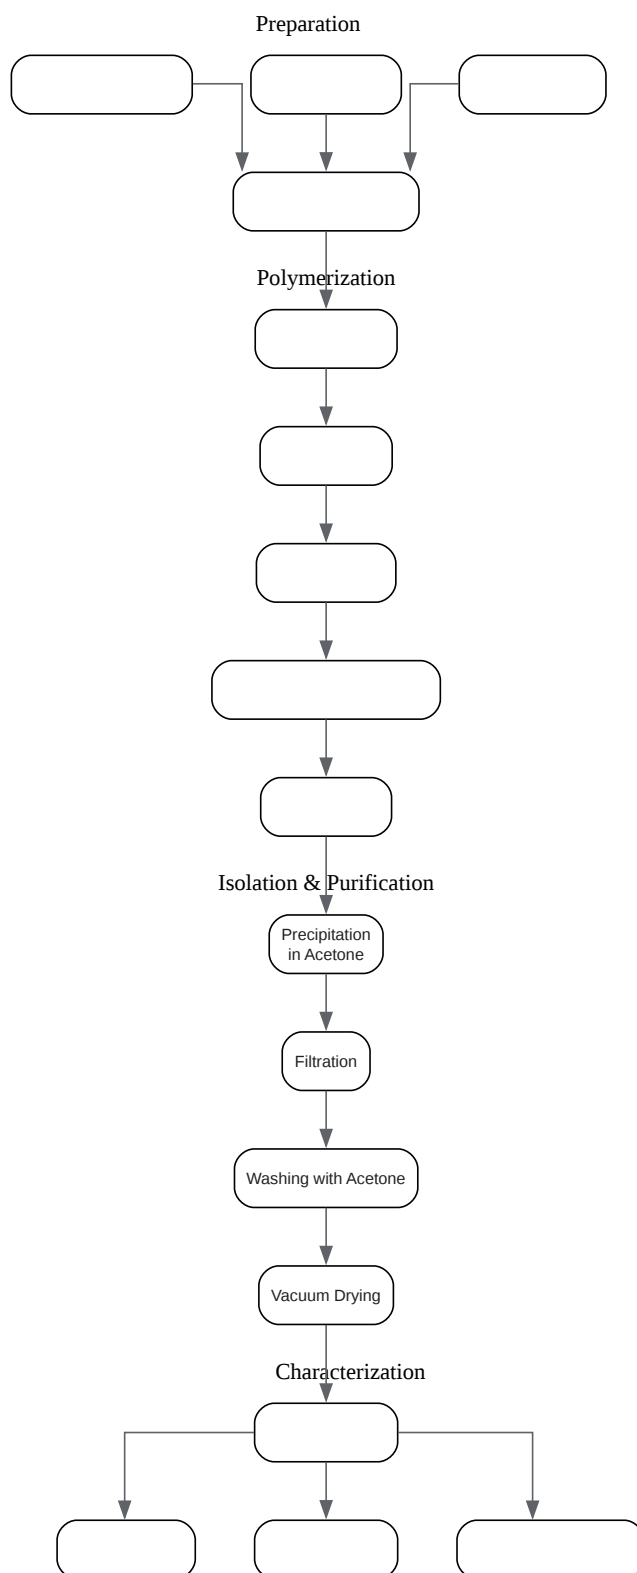 Preparation
Polymerization
Isolation & Purification
Precipitation
in Acetone
Filtration
Washing with Acetone
Vacuum Drying
Characterization